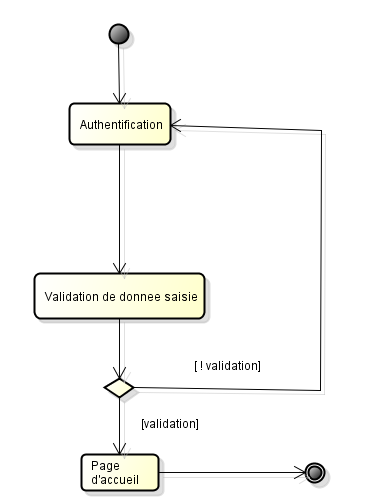 Authentification
Validation de donnee saisie
[ ! validation]
[validation]
Page
d'accueil